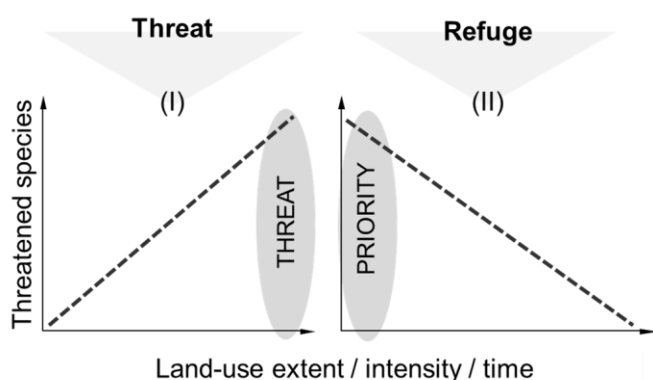 Threat
Refuge
(I)
(II)
Threatened species
THREAT
PRIORITY
Land-use extent / intensity / time